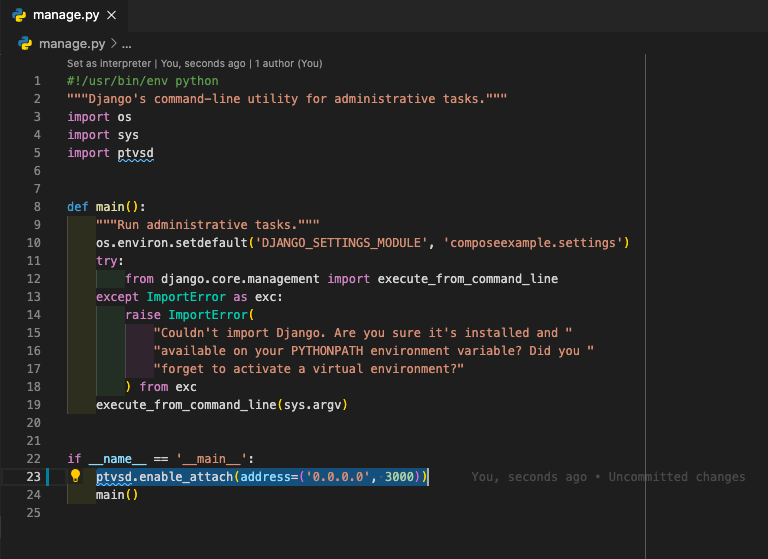 manage.py
manage.py > ...
Set as interpreter | You, seconds ago | 1 author (You)
1 #!/usr/bin/env python
2 """Django's command-line utility for administrative tasks."""
3 import os
4 import sys
5 import ptvsd
6
7
8 def main():
9     """Run administrative tasks."""
10     os.environ.setdefault('DJANGO_SETTINGS_MODULE', 'composeexample.settings')
11     try:
12         from django.core.management import execute_from_command_line
13     except ImportError as exc:
14         raise ImportError(
15             "Couldn't import Django. Are you sure it's installed and "
16             "available on your PYTHONPATH environment variable? Did you "
17             "forget to activate a virtual environment?"
18         ) from exc
19     execute_from_command_line(sys.argv)
20
21
22 if __name__ == '__main__':
23     ptvsd.enable_attach(address=('0.0.0.0', 3000)) You, seconds ago • Uncommitted changes
24     main()
25